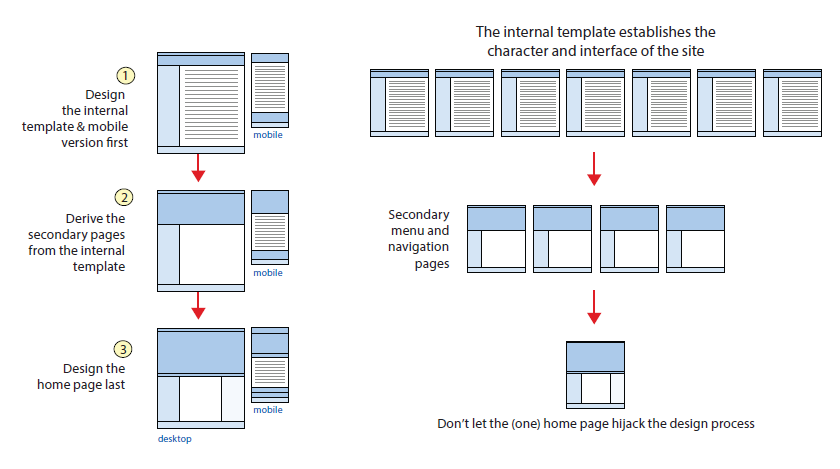 1
Design
the internal
template & mobile
version first
mobile
2
Derive the
secondary pages
from the internal
template
mobile
3
Design the
home page last
mobile
desktop
The internal template establishes the
character and interface of the site
Secondary
menu and
navigation
pages
Don't let the (one) home page hijack the design process